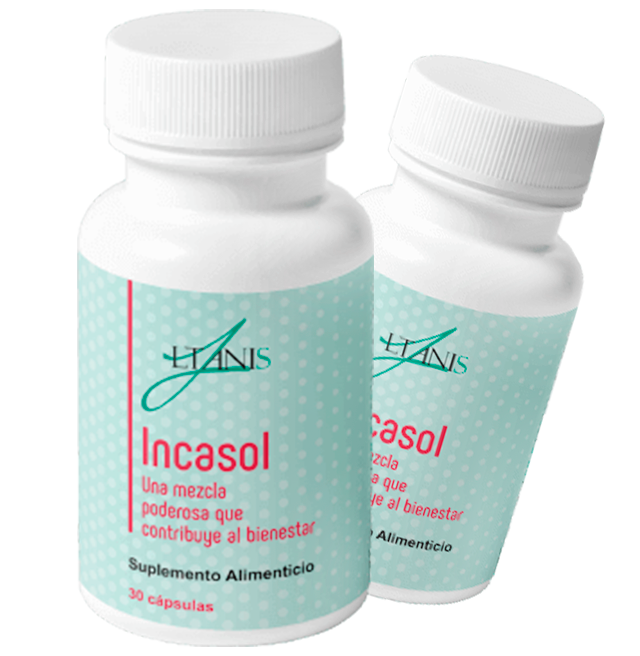 LTANIS
Incasol
Una mezcla
poderosa que
contribuye al bienestar
Suplemento Alimenticio
30 cápsulas
LTANIS
casol
ezcla
a que
ye al bienestar
o Alimenticio